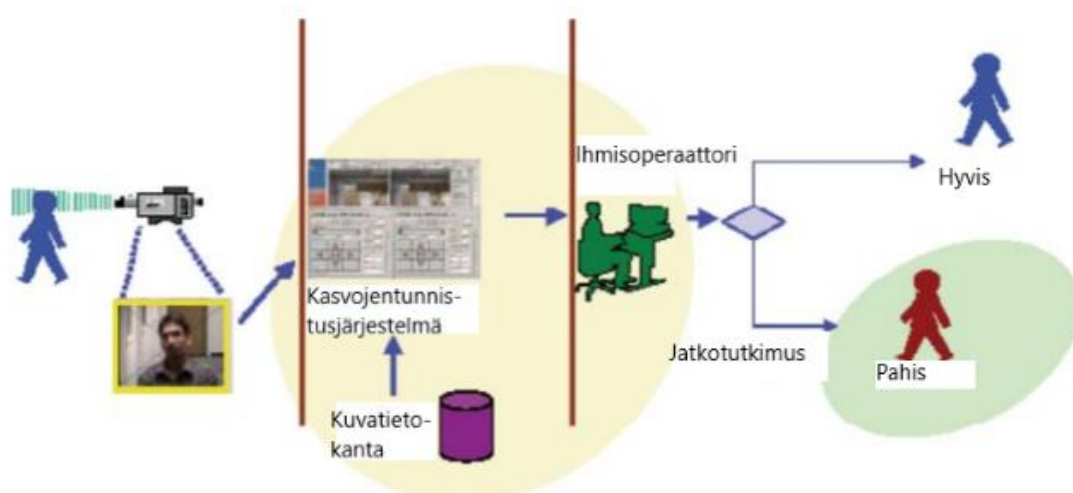 Ihmisoperaattori
Hyvis
Kasvojentunnis-
tusjärjestelmä
Jatkotutkimus
Pahis
Kuvatieto-
kanta